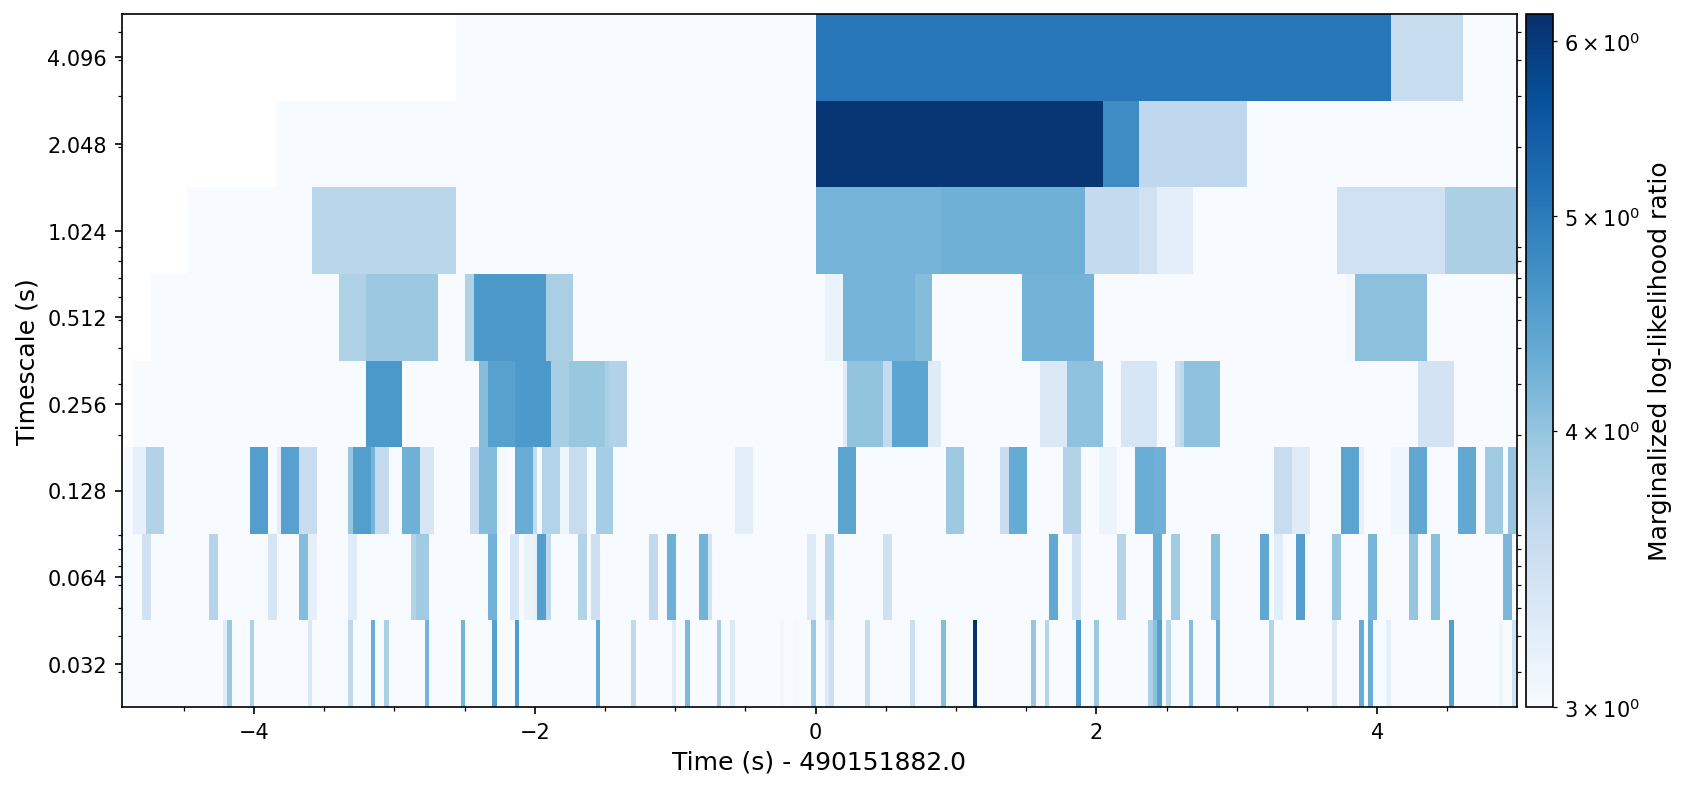 4.096
2.048
1.024
0.512
0.256
0.128
0.064
0.032
Timescale (s)
−4
−2
0
2
4
Time (s) - 490151882.0
6 × 10⁰
5 × 10⁰
4 × 10⁰
3 × 10⁰
Marginalized log-likelihood ratio